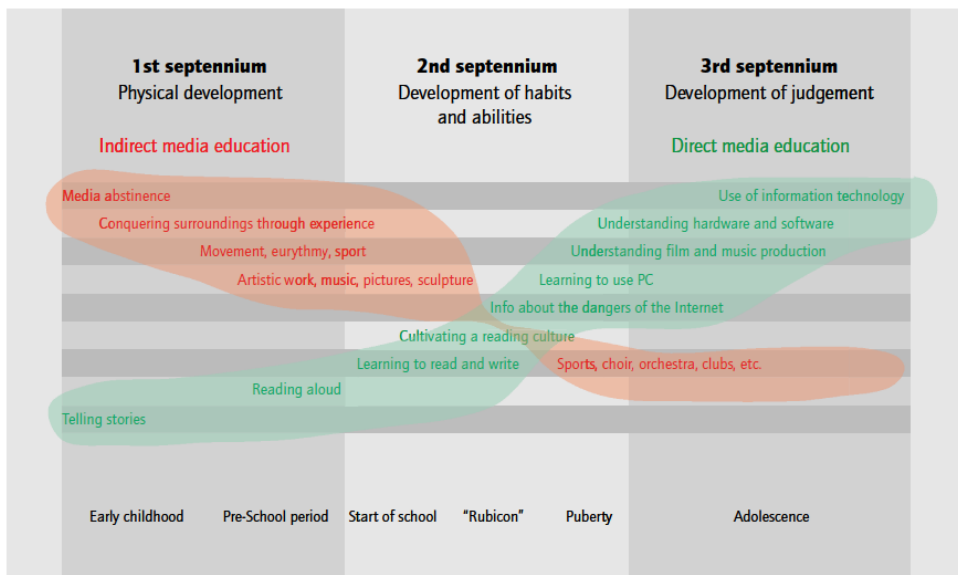 1st septennium
Physical development
2nd septennium
Development of habits
and abilities
3rd septennium
Development of judgement
Indirect media education
Direct media education
Media abstinence
Use of information technology
Conquering surroundings through experience
Understanding hardware and software
Movement, eurythmy, sport
Understanding film and music production
Artistic work, music, pictures, sculpture
Learning to use PC
Info about the dangers of the Internet
Cultivating a reading culture
Learning to read and write
Sports, choir, orchestra, clubs, etc.
Reading aloud
Telling stories
Early childhood
Pre-School period
Start of school
“Rubicon”
Puberty
Adolescence